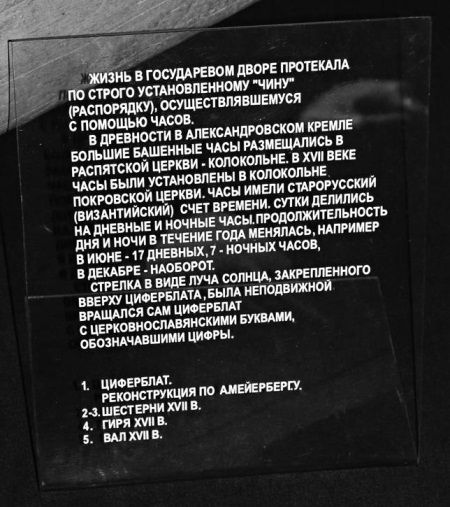 ЖИЗНЬ В ГОСУДАРЕВОМ ДВОРЕ ПРОТЕКАЛА
ПО СТРОГО УСТАНОВЛЕННОМУ "ЧИНУ"
(РАСПОРЯДКУ), ОСУЩЕСТВЛЯВШЕМУСЯ
С ПОМОЩЬЮ ЧАСОВ.
В ДРЕВНОСТИ В АЛЕКСАНДРОВСКОМ КРЕМЛЕ
БОЛЬШИЕ БАШЕННЫЕ ЧАСЫ РАЗМЕЩАЛИСЬ В
РАСПЯТСКОЙ ЦЕРКВИ - КОЛОКОЛЬНЕ. В XVII ВЕКЕ
ЧАСЫ БЫЛИ УСТАНОВЛЕНЫ В КОЛОКОЛЬНЕ
ПОКРОВСКОЙ ЦЕРКВИ. ЧАСЫ ИМЕЛИ СТАРОРУССКИЙ
(ВИЗАНТИЙСКИЙ) СЧЕТ ВРЕМЕНИ. СУТКИ ДЕЛИЛИСЬ
НА ДНЕВНЫЕ И НОЧНЫЕ ЧАСЫ.ПРОДОЛЖИТЕЛЬНОСТЬ
ДНЯ И НОЧИ В ТЕЧЕНИЕ ГОДА МЕНЯЛАСЬ, НАПРИМЕР
В ИЮНЕ - 17 ДНЕВНЫХ, 7 - НОЧНЫХ ЧАСОВ,
В ДЕКАБРЕ - НАОБОРОТ.
СТРЕЛКА В ВИДЕ ЛУЧА СОЛНЦА, ЗАКРЕПЛЕННОГО
ВВЕРХУ ЦИФЕРБЛАТА, БЫЛА НЕПОДВИЖНОЙ
ВРАЩАЛСЯ САМ ЦИФЕРБЛАТ
С ЦЕРКОВНОСЛАВЯНСКИМИ БУКВАМИ,
ОБОЗНАЧАВШИМИ ЦИФРЫ.
1. ЦИФЕРБЛАТ.
РЕКОНСТРУКЦИЯ ПО АМЕЙЕРБЕРГУ.
2-3. ШЕСТЕРНИ XVII В.
4. ГИРЯ XVII В.
5. ВАЛ XVII В.